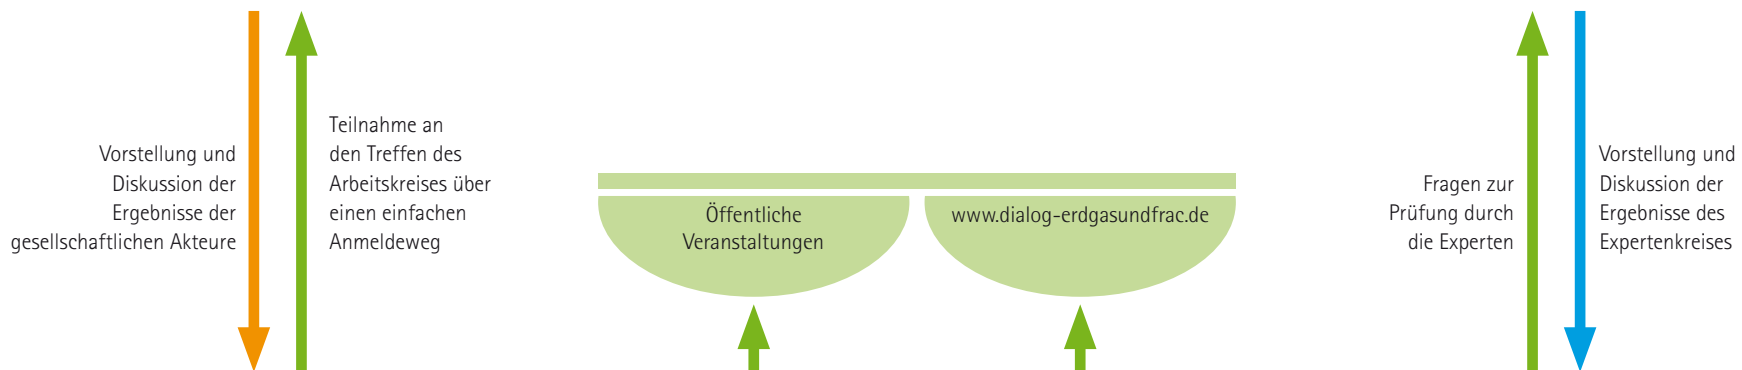 Vorstellung und
Diskussion der
Ergebnisse der
gesellschaftlichen Akteure
Teilnahme an
den Treffen des
Arbeitskreises über
einen einfachen
Anmeldeweg
Öffentliche
Veranstaltungen
www.dialog-erdgasundfrac.de
Fragen zur
Prüfung durch
die Experten
Vorstellung und
Diskussion der
Ergebnisse des
Expertenkreises